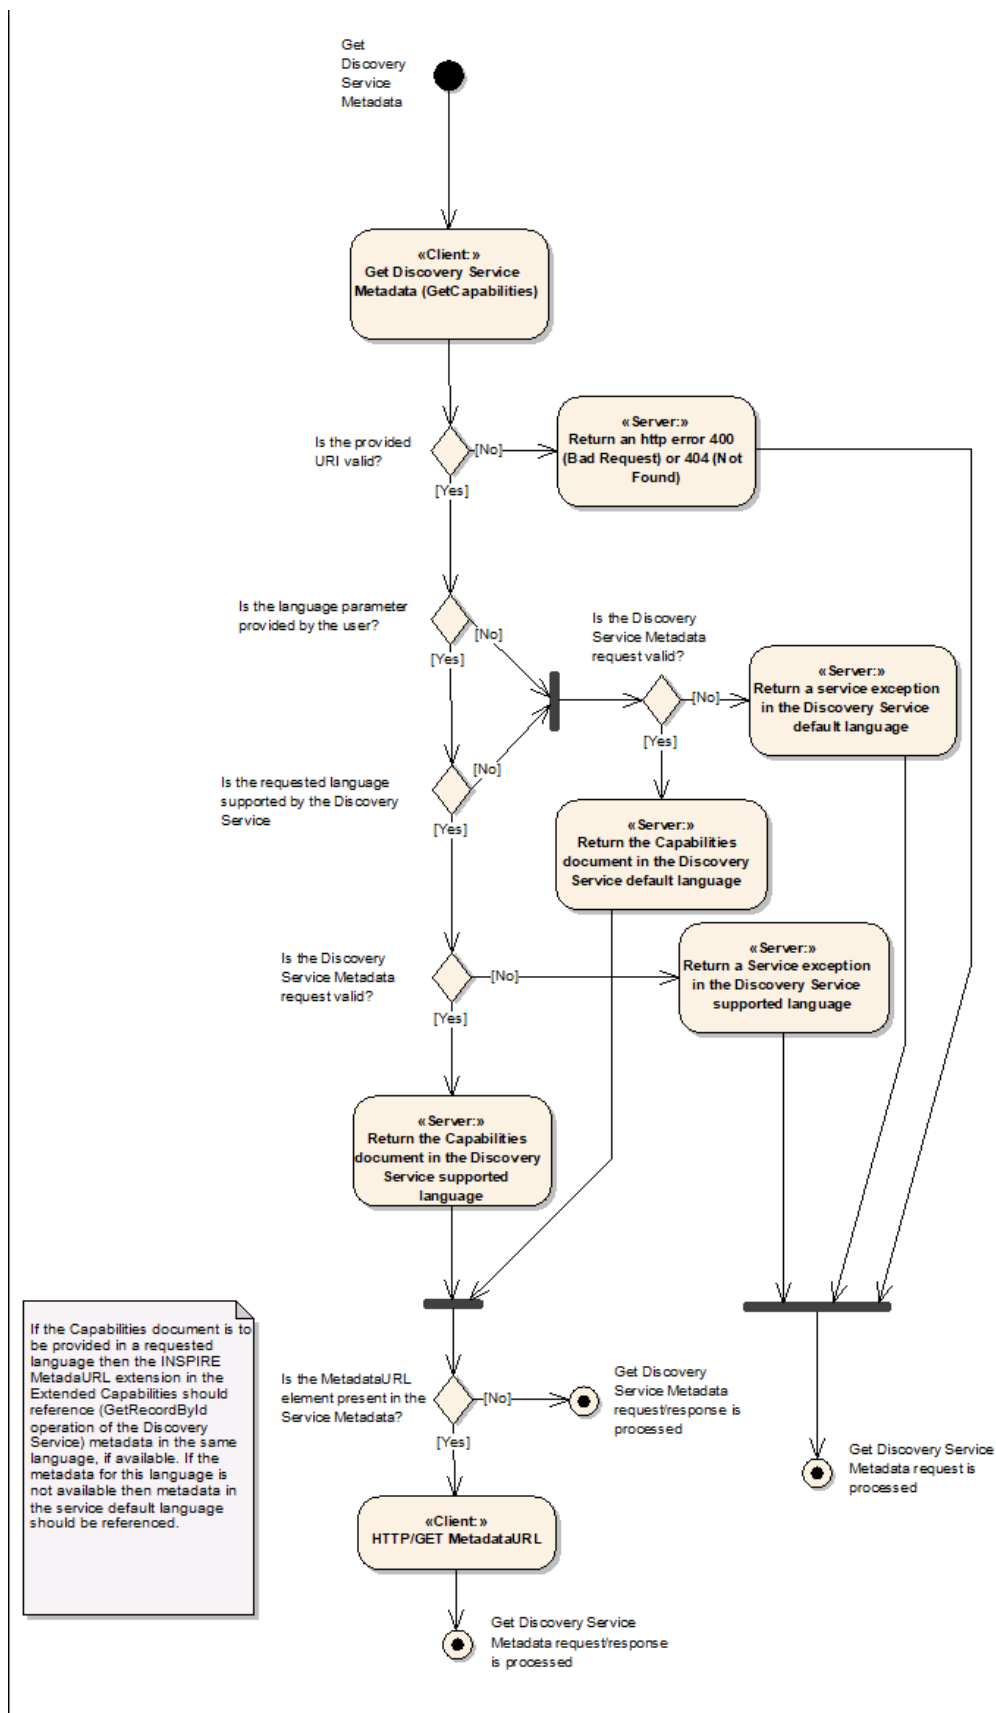 Get
Discovery
Service
Metadata
«Client:»
Get Discovery Service
Metadata (GetCapabilities)
Is the provided
URI valid?
[No]
[Yes]
«Server:»
Return an http error 400
(Bad Request) or 404 (Not
Found)
Is the language parameter
provided by the user?
[No]
[Yes]
Is the Discovery
Service Metadata
request valid?
[No]
[Yes]
«Server:»
Return a service exception
in the Discovery Service
default language
Is the requested language
supported by the Discovery
Service
[No]
[Yes]
«Server:»
Return the Capabilities
document in the Discovery
Service default language
Is the Discovery
Service Metadata
request valid?
[No]
[Yes]
«Server:»
Return a Service exception
in the Discovery Service
supported language
«Server:»
Return the Capabilities
document in the Discovery
Service supported
language
If the Capabilities document is to
be provided in a requested
language then the INSPIRE
MetadaURL extension in the
Extended Capabilities should
reference (GetRecordById
operation of the Discovery
Service) metadata in the same
language, if available. If the
metadata for this language is
not available then metadata in
the service default language
should be referenced.
Is the MetadataURL
element present in the
Service Metadata?
[No]
[Yes]
Get Discovery
Service Metadata
request/response is
processed
Get Discovery Service
Metadata request is
processed
«Client:»
HTTP/GET MetadataURL
Get Discovery Service
Metadata request/response
is processed